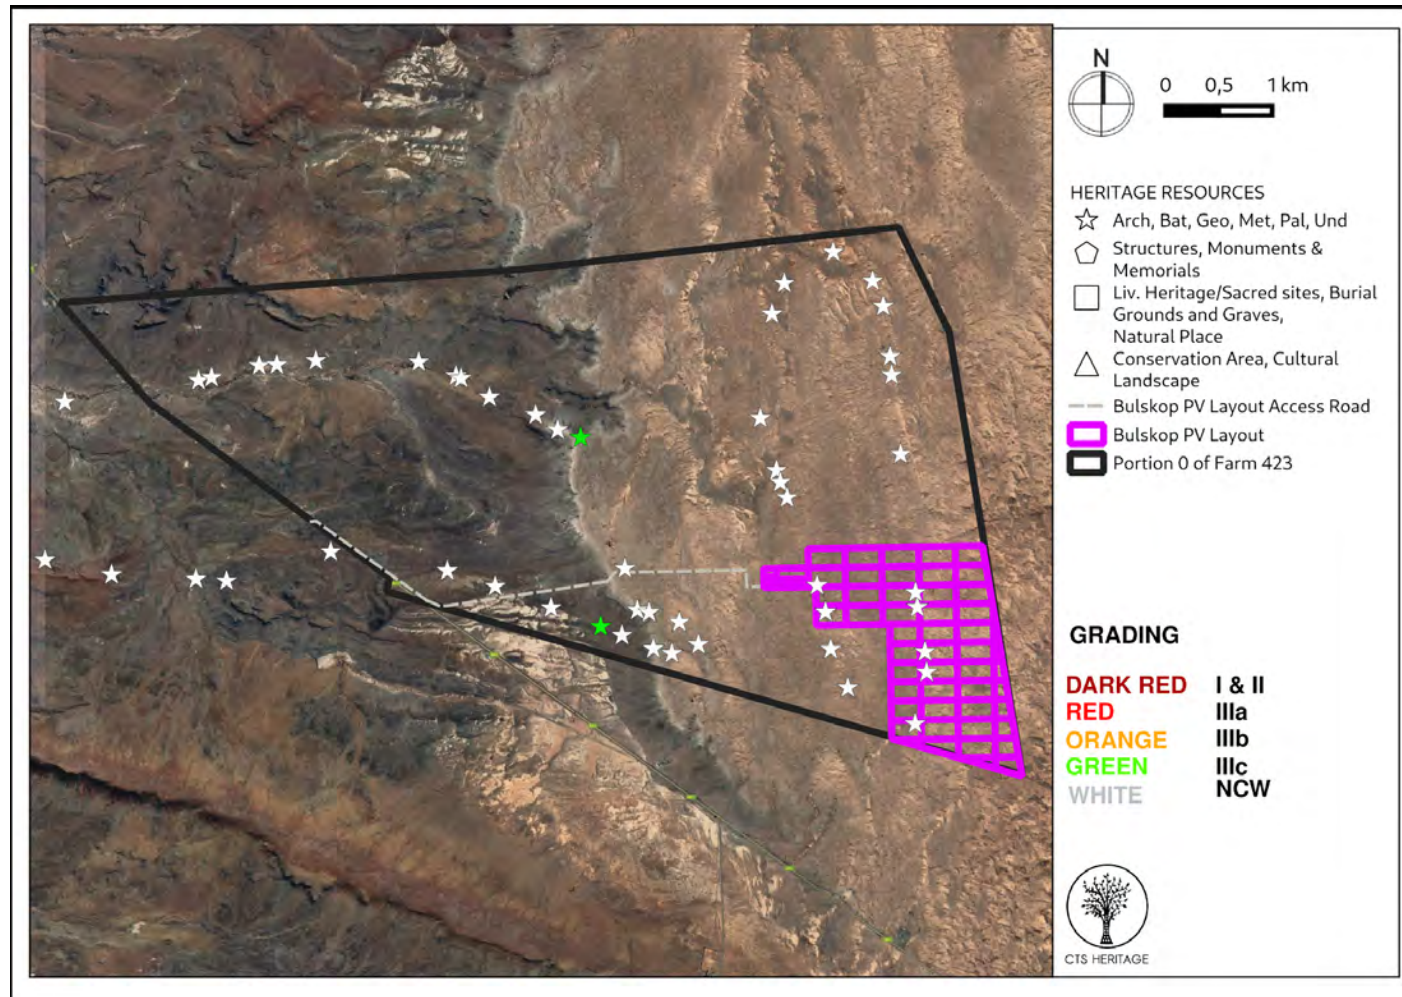 N
0 0,5 1 km
HERITAGE RESOURCES
Arch, Bat, Geo, Met, Pal, Und
Structures, Monuments &
Memorials
Liv. Heritage/Sacred sites, Burial
Grounds and Graves,
Natural Place
Conservation Area, Cultural
Landscape
Bulskop PV Layout Access Road
Bulskop PV Layout
Portion 0 of Farm 423
GRADING
DARK RED I & II
RED IIIa
ORANGE IIIb
GREEN IIIc
WHITE NCW
CTS HERITAGE